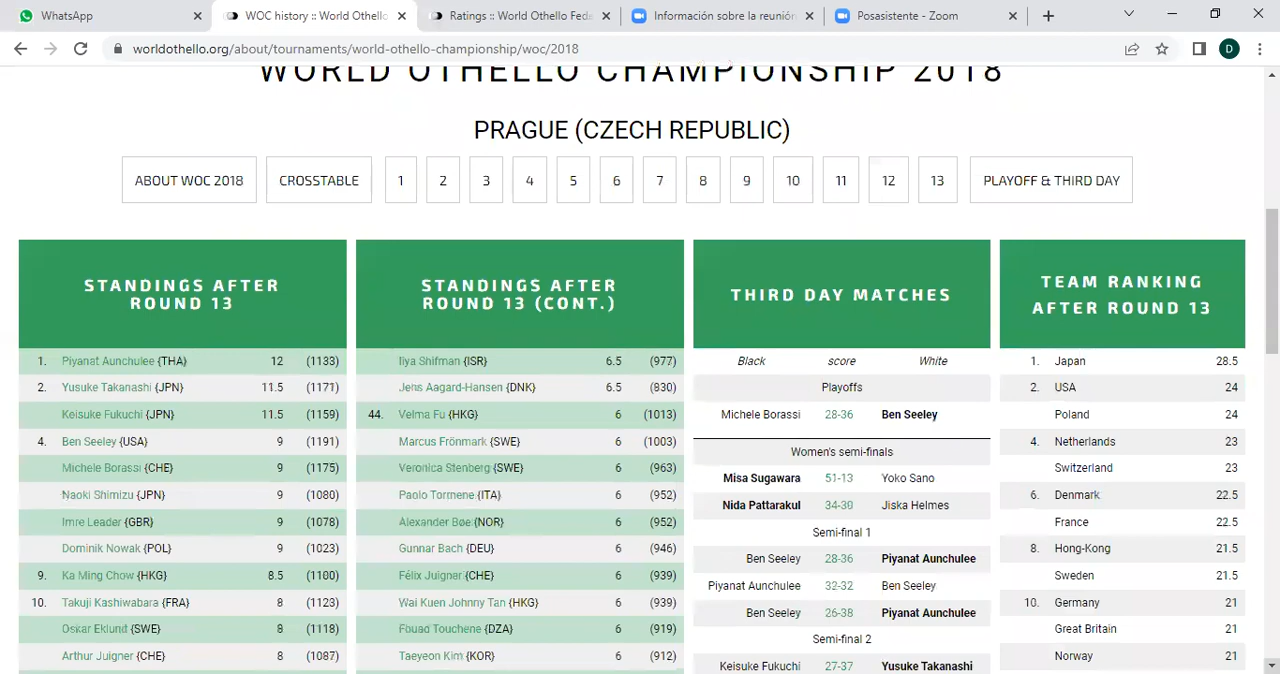 WhatsApp
WOC history :: World Othello
Ratings :: World Othello Fede
Información sobre la reunión
Posasistente - Zoom
worldothello.org/about/tournaments/world-othello-championship/woc/2018
D
WORLD OTHELLO CHAMPIONSHIP 2018
PRAGUE (CZECH REPUBLIC)
ABOUT WOC 2018 CROSSTABLE 1 2 3 4 5 6 7 8 9 10 11 12 13 PLAYOFF & THIRD DAY
STANDINGS AFTER
ROUND 13
1. Piyanat Aunchulee {THA} 12 (1133)
2. Yusuke Takanashi {JPN} 11.5 (1171)
Keisuke Fukuchi {JPN} 11.5 (1159)
4. Ben Seeley {USA} 9 (1191)
Michele Borassi {CHE} 9 (1175)
Naoki Shimizu {JPN} 9 (1080)
Imre Leader {GBR} 9 (1078)
Dominik Nowak {POL} 9 (1023)
9. Ka Ming Chow {HKG} 8.5 (1100)
10. Takuji Kashiwabara {FRA} 8 (1123)
Oskar Eklund {SWE} 8 (1118)
Arthur Juigner {CHE} 8 (1087)
STANDINGS AFTER
ROUND 13 (CONT.)
Iliya Shifman {ISR} 6.5 (977)
Jens Aagard-Hansen {DNK} 6.5 (830)
44. Velma Fu {HKG} 6 (1013)
Marcus Frönmark {SWE} 6 (1003)
Veronica Stenberg {SWE} 6 (963)
Paolo Tormene {ITA} 6 (952)
Alexander Bøe {NOR} 6 (952)
Gunnar Bach {DEU} 6 (946)
Félix Juigner {CHE} 6 (939)
Wai Kuen Johnny Tan {HKG} 6 (939)
Fouad Touchene {DZA} 6 (919)
Taeyeon Kim {KOR} 6 (912)
THIRD DAY MATCHES
Black score White
Playoffs
Michele Borassi 28-36 Ben Seeley
Women's semi-finals
Misa Sugawara 51-13 Yoko Sano
Nida Pattarakul 34-30 Jiska Helmes
Semi-final 1
Ben Seeley 28-36 Piyanat Aunchulee
Piyanat Aunchulee 32-32 Ben Seeley
Ben Seeley 26-38 Piyanat Aunchulee
Semi-final 2
Keisuke Fukuchi 27-37 Yusuke Takanashi
TEAM RANKING
AFTER ROUND 13
1. Japan 28.5
2. USA 24
Poland 24
4. Netherlands 23
Switzerland 23
6. Denmark 22.5
France 22.5
8. Hong-Kong 21.5
Sweden 21.5
10. Germany 21
Great Britain 21
Norway 21